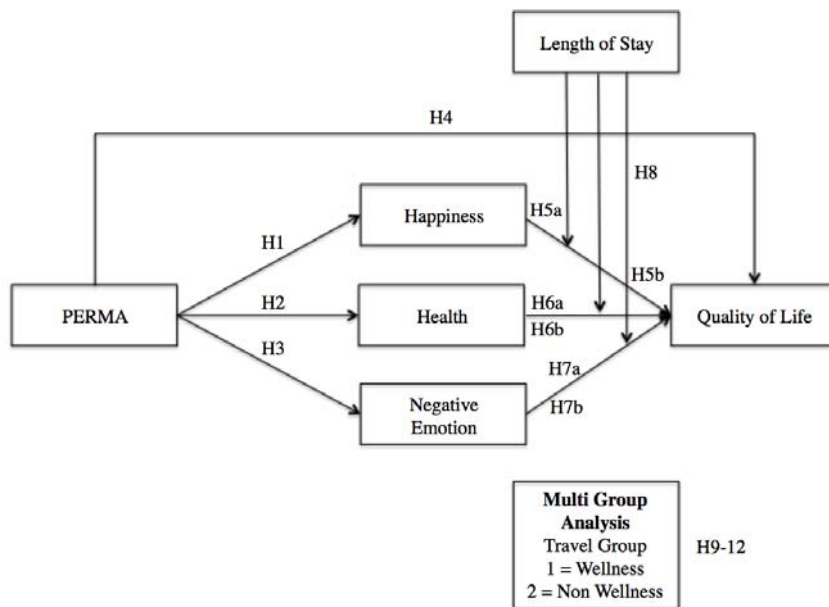 Length of Stay
H4
H8
Happiness
H5a
H1
H5b
PERMA
H2
Health
H6a
H6b
Quality of Life
H3
H7a
Negative
Emotion
H7b
Multi Group
Analysis
Travel Group
1 = Wellness
2 = Non Wellness
H9-12